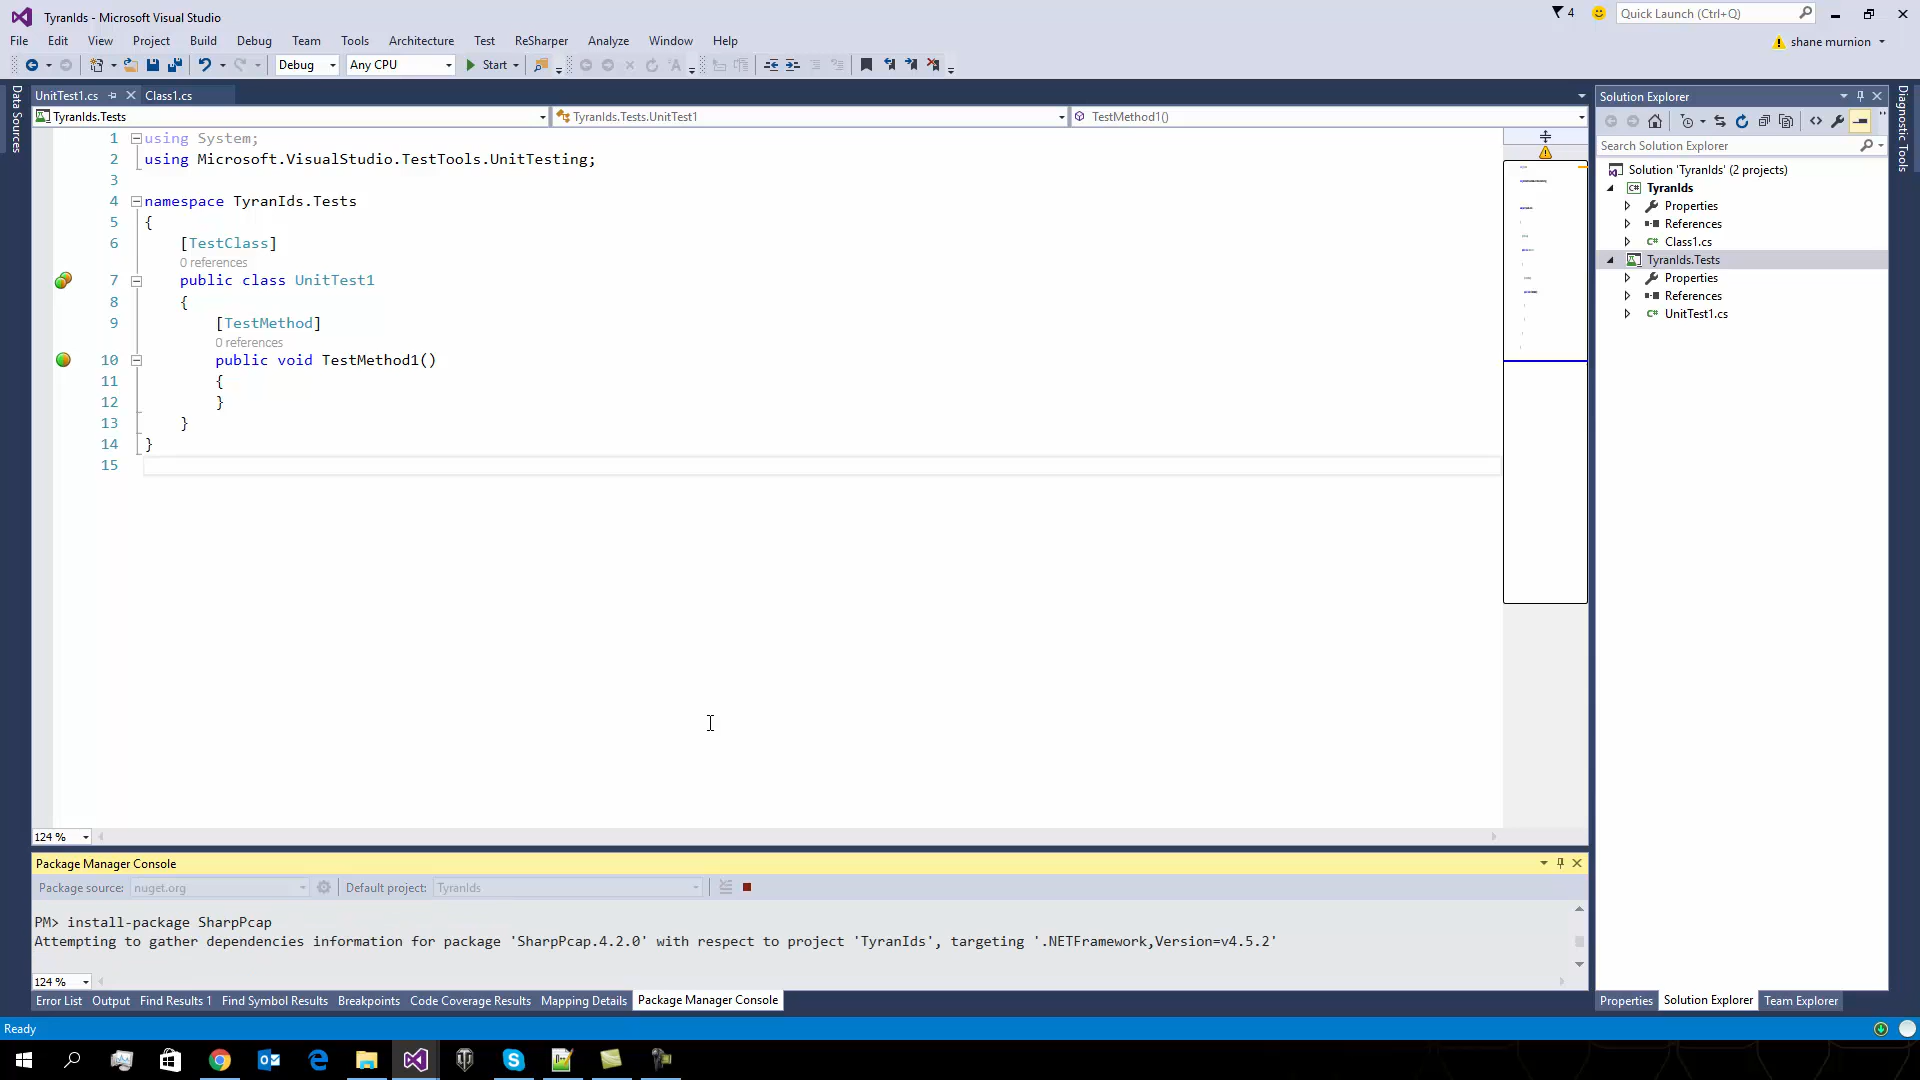 TyranIds - Microsoft Visual Studio
4
Quick Launch (Ctrl+Q)
File Edit View Project Build Debug Team Tools Test Architecture ReSharper Analyze Window Help
shane murnion
Debug Any CPU Start
Data Sources
UnitTest1.cs Class1.cs
TyranIds.Tests TyranIds.Tests.UnitTest1 TestMethod1()
1 using System;
2 using Microsoft.VisualStudio.TestTools.UnitTesting;
3
4 namespace TyranIds.Tests
5 {
6 [TestClass]
0 references
7 public class UnitTest1
8 {
9 [TestMethod]
0 references
10 public void TestMethod1()
11 {
12 }
13 }
14 }
15
124 %
Package Manager Console
Package source: nuget.org Default project: TyranIds
PM> install-package SharpPcap
Attempting to gather dependencies information for package 'SharpPcap.4.2.0' with respect to project 'TyranIds', targeting '.NETFramework,Version=v4.5.2'
124 %
Error List Output Find Results 1 Find Symbol Results Breakpoints Code Coverage Results Mapping Details Package Manager Console
Solution Explorer
Search Solution Explorer
Solution 'TyranIds' (2 projects)
TyranIds
Properties
References
Class1.cs
TyranIds.Tests
Properties
References
UnitTest1.cs
Properties Solution Explorer Team Explorer
Diagnostic Tools
Ready